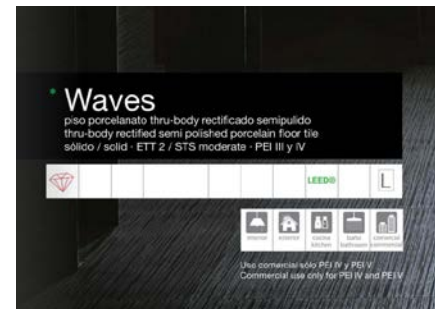 Waves
piso porcelanato thru-body rectificado semipulido
thru-body rectified semi polished porcelain floor tile
sólido / solid - ETT 2 / STS moderate - PEI III y IV
LEED®
L
interior
exterior
cocina
kitchen
baño
bathroom
comercial
commercial
Uso comercial sólo PEI IV y PEI V
Commercial use only for PEI IV and PEI V